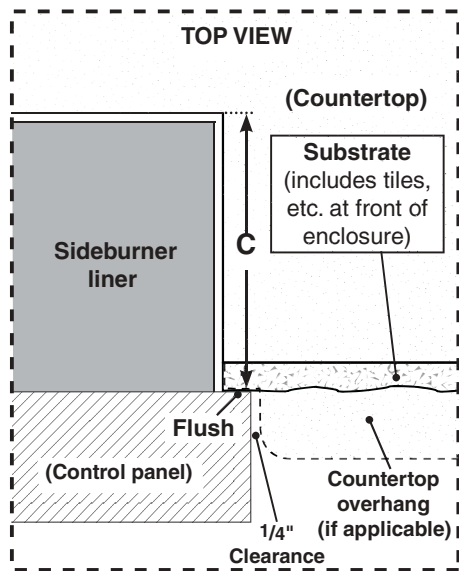 TOP VIEW
(Countertop)
Substrate
(includes tiles,
etc. at front of
enclosure)
Sideburner
liner
C
Flush
(Control panel)
Countertop
overhang
(if applicable)
1/4"
Clearance